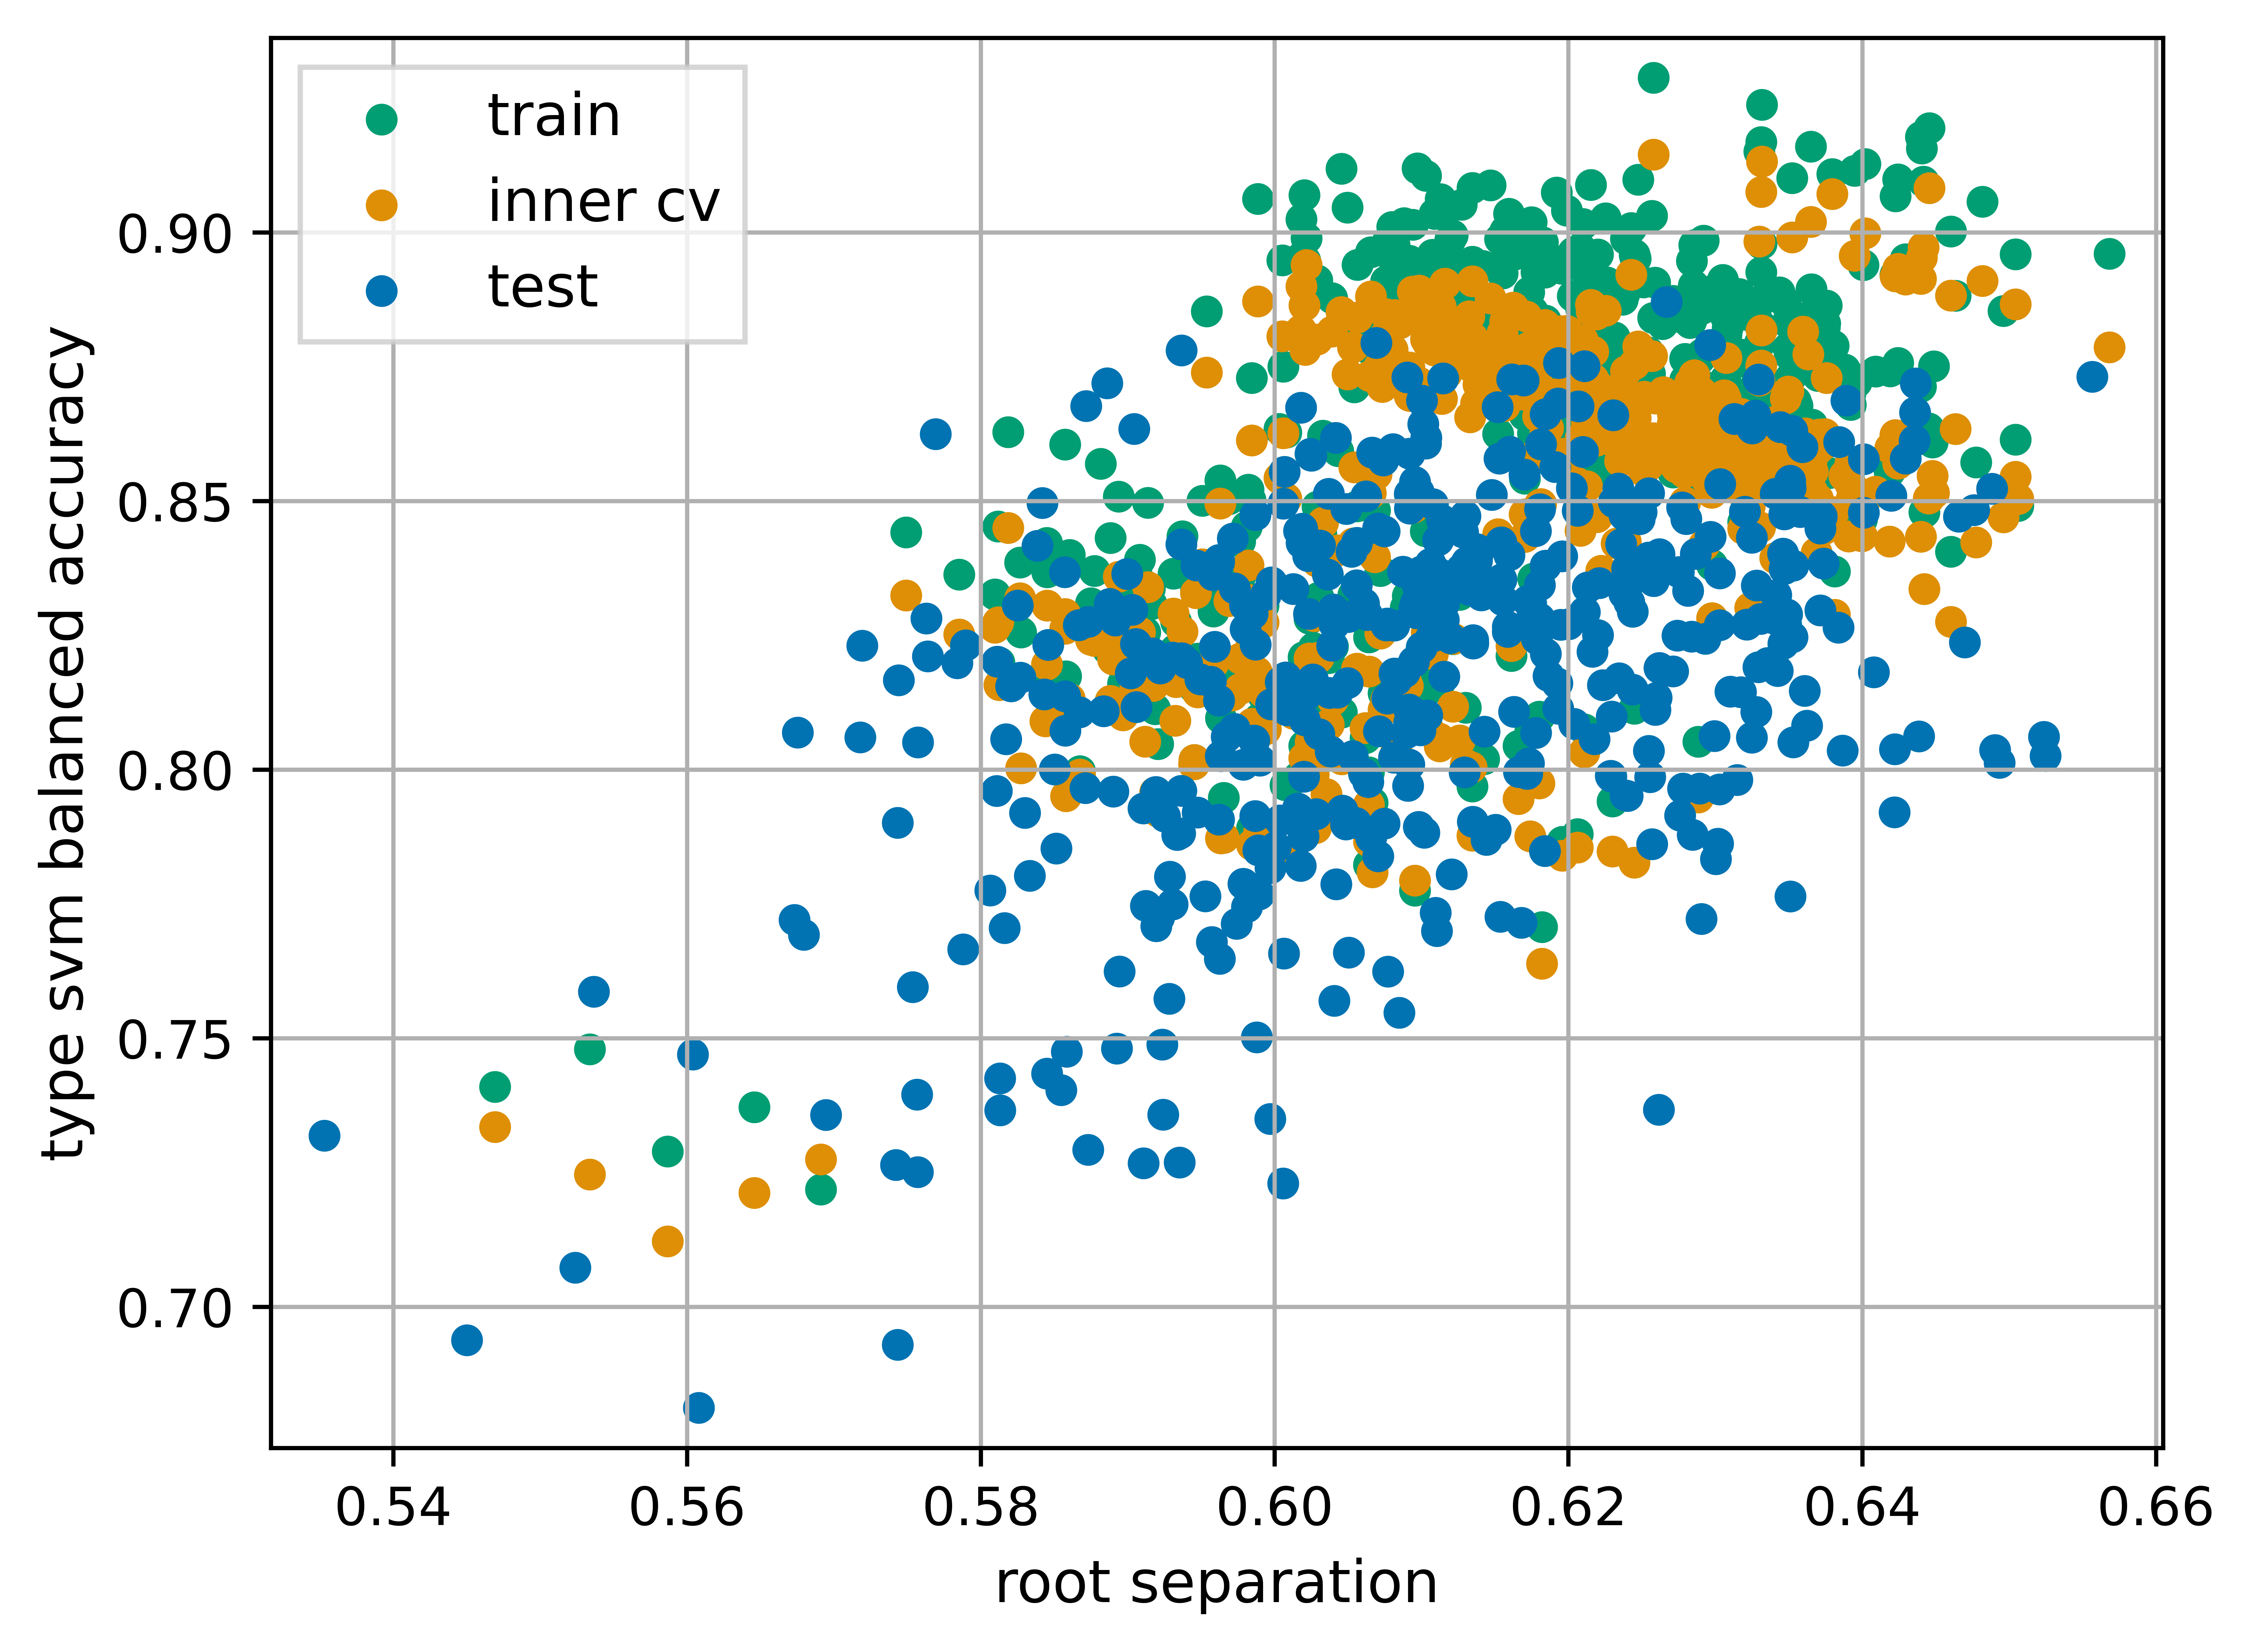 train
inner cv
test
type svm balanced accuracy
0.90
0.85
0.80
0.75
0.70
0.54
0.56
0.58
0.60
0.62
0.64
0.66
root separation